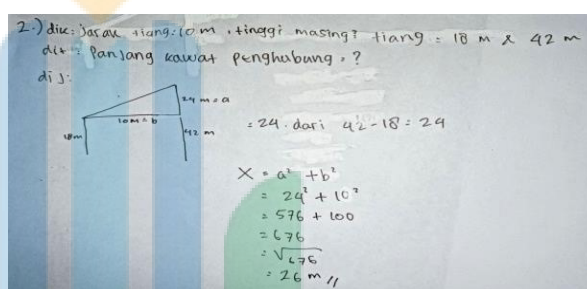 2.) dik: Jarak tiang: 10 m, tinggi masing² tiang = 18 m & 42 m
dit: Panjang kawat penghubung.?
dij:
24 m = a
10 m = b
18m
42 m
= 24. dari 42-18 = 24
X = a² + b²
= 24² + 10²
= 576 + 100
= 676
= √676
= 26 m //